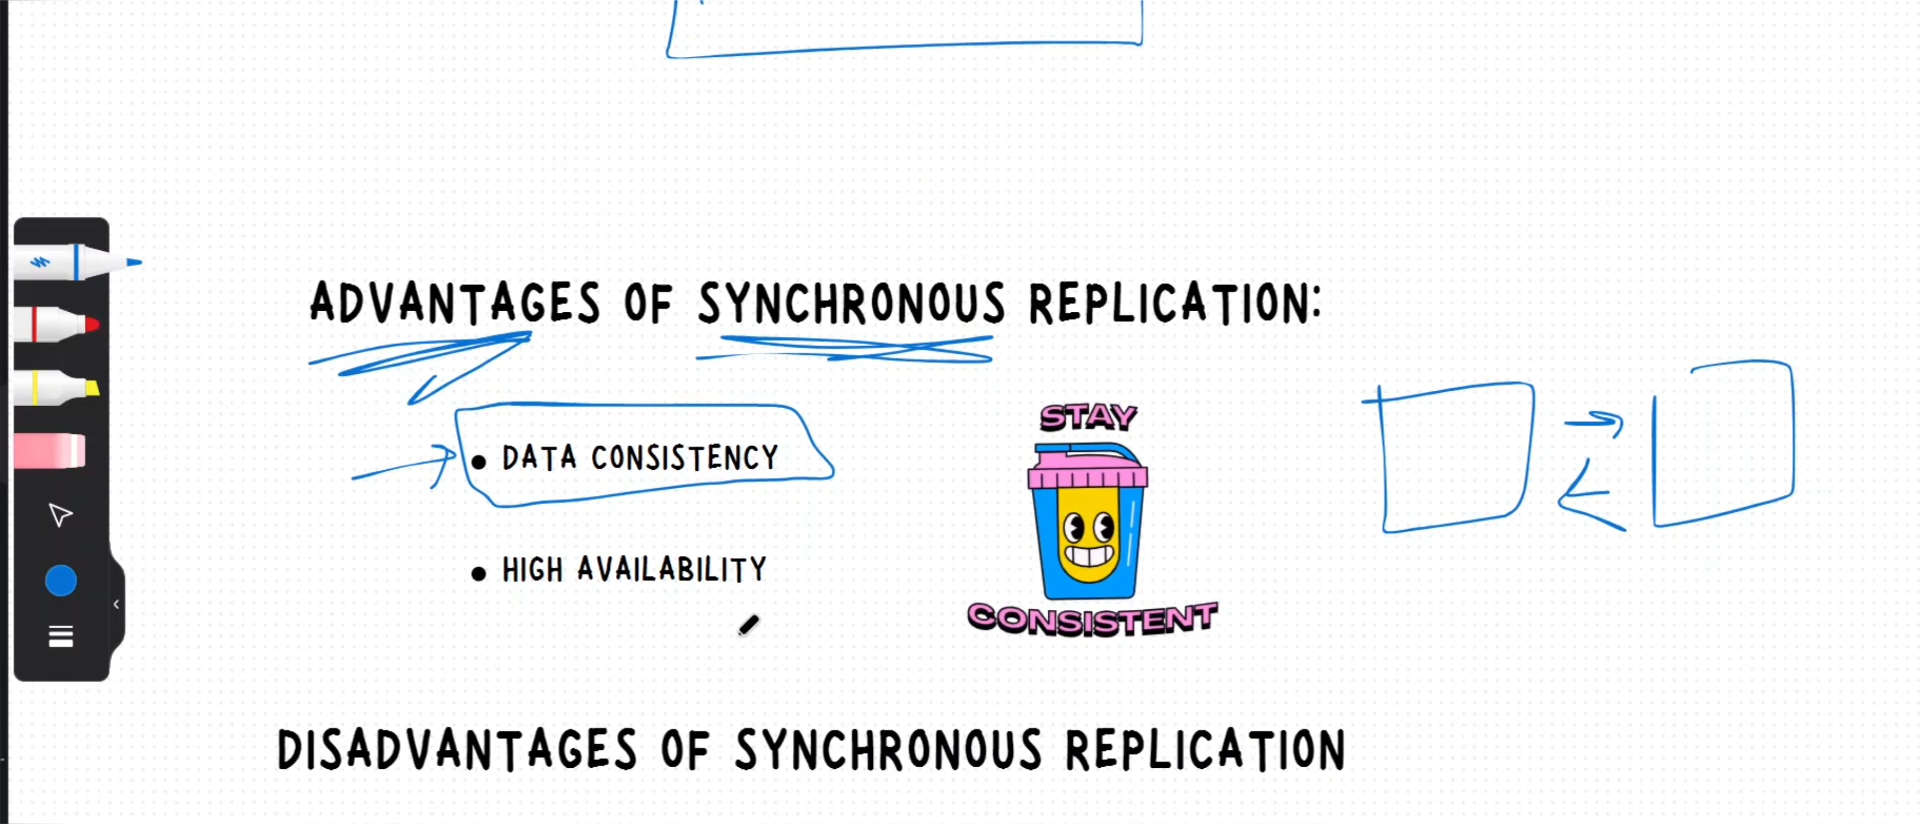 ADVANTAGES OF SYNCHRONOUS REPLICATION:
• DATA CONSISTENCY
• HIGH AVAILABILITY
STAY
CONSISTENT
DISADVANTAGES OF SYNCHRONOUS REPLICATION